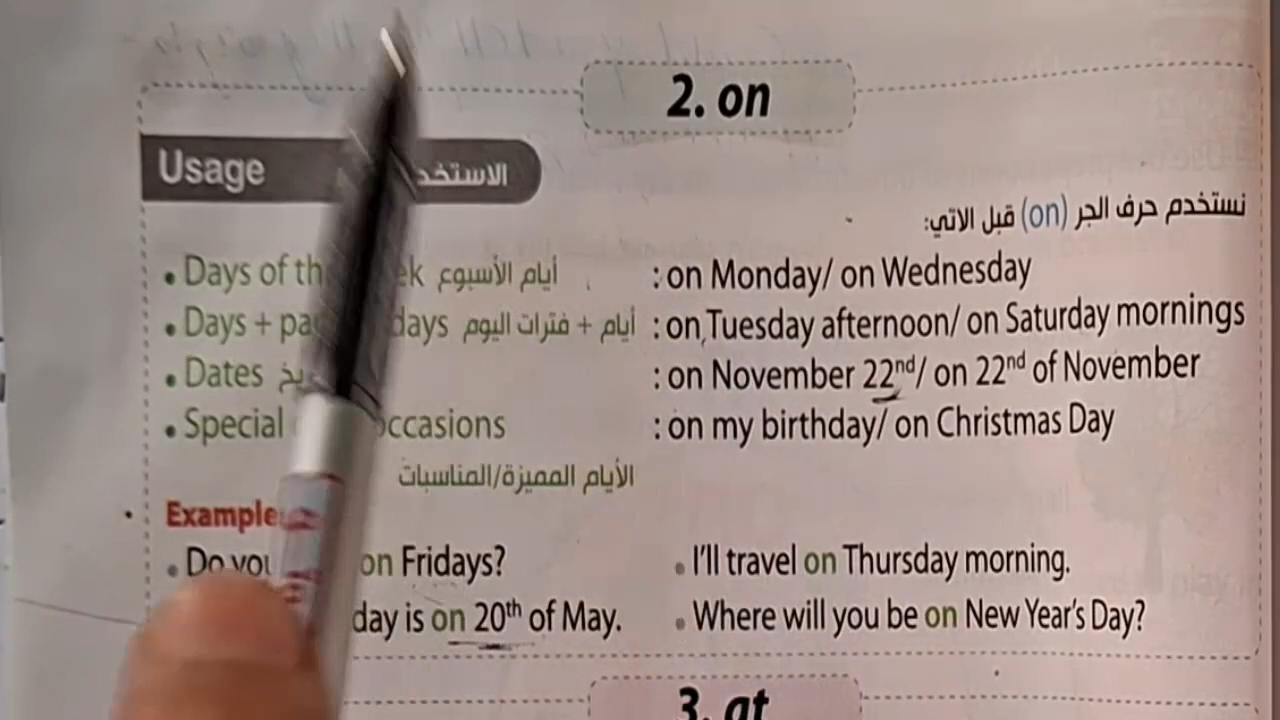 2. on
Usage الاستخد
نستخدم حرف الجر (on) قبل الاتي:
• Days of th ek أيام الأسبوع : on Monday/ on Wednesday
• Days + pa days أيام + فترات اليوم : on Tuesday afternoon/ on Saturday mornings
• Dates : on November 22nd/ on 22nd of November
• Special occasions : on my birthday/ on Christmas Day
الأيام المميزة/المناسبات
Example
• Do you on Fridays? • I'll travel on Thursday morning.
day is on 20th of May. • Where will you be on New Year's Day?
3. at